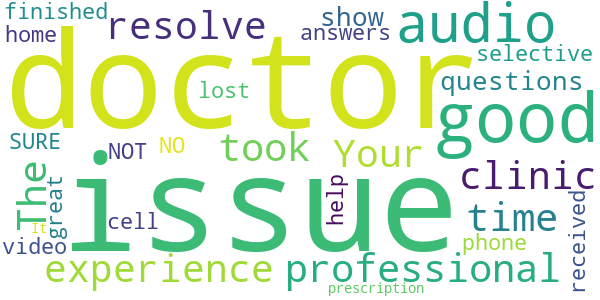 finished
home
resolve
show
answers
audio
selective
doctor
lost
questions
good
SURE
NOT
NO
took
Your
The
great
It
issue
help
clinic
cell
time
received
video
phone
experience
professional
prescription